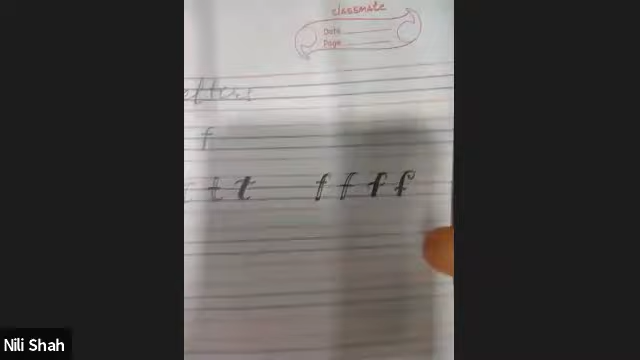 classmate
Date
Page
f
t t t f f f f
Nili Shah